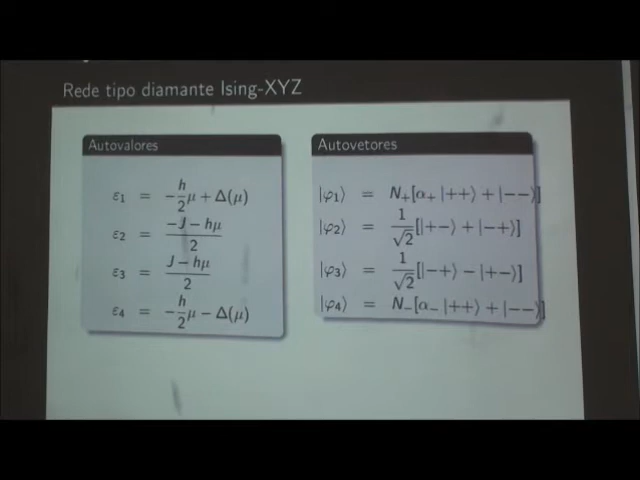 Rede tipo diamante Ising-XYZ
Autovalores
ε₁ = -h/2 μ + Δ(μ)
ε₂ = (-J - hμ)/2
ε₃ = (J - hμ)/2
ε₄ = -h/2 μ - Δ(μ)
Autovetores
|φ₁⟩ = N₊[α₊ |++⟩ + |−−⟩]
|φ₂⟩ = 1/√2 [|+−⟩ + |−+⟩]
|φ₃⟩ = 1/√2 [|−+⟩ − |+−⟩]
|φ₄⟩ = N₋[α₋ |++⟩ + |−−⟩]